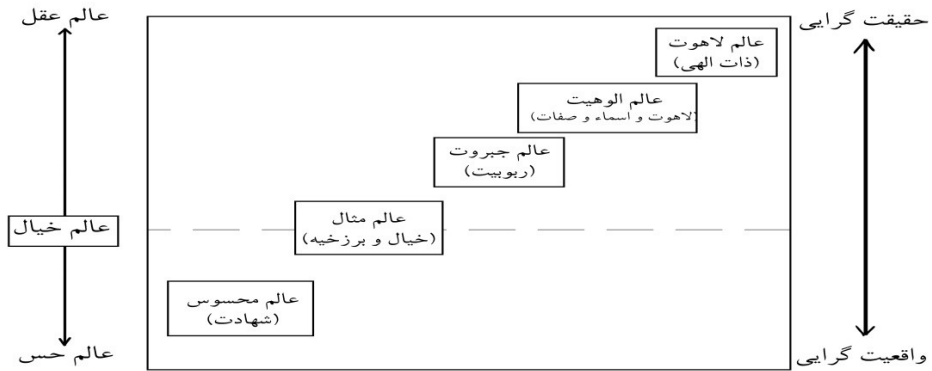 حقیقت گرایی
عالم عقل
عالم لاهوت
(ذات الهی)
عالم الوهیت
(لاهوت و اسماء و صفات)
عالم جبروت
(ربوبیت)
عالم مثال
(خیال و برزخیه)
عالم خیال
عالم محسوس
(شهادت)
واقعیت گرایی
عالم حس